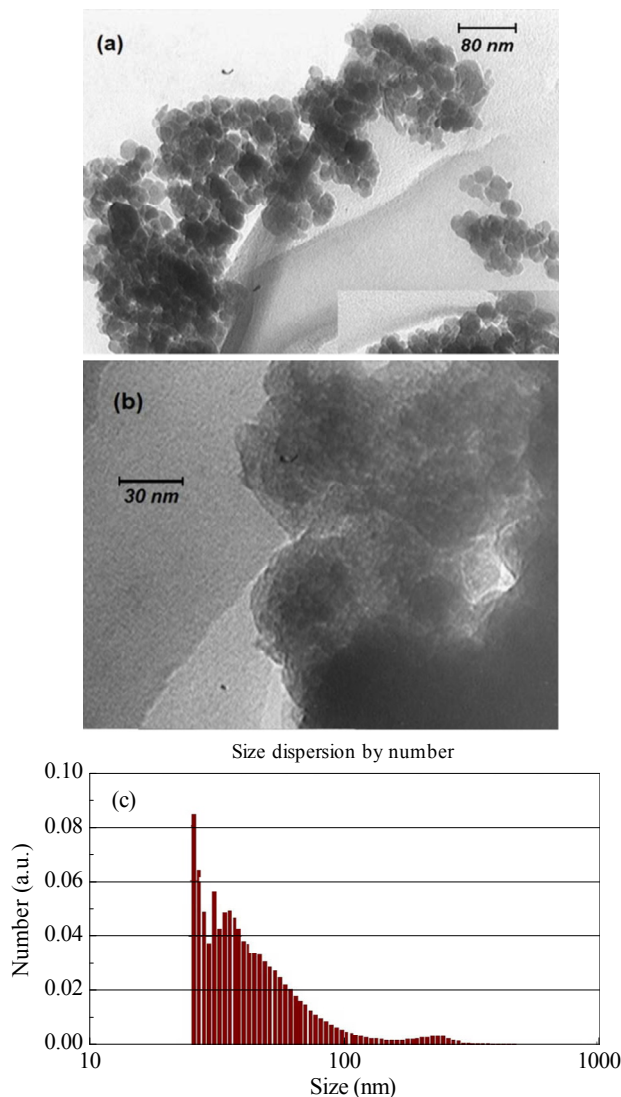 (a)
80 nm
(b)
30 nm
Size dispersion by number
0.10
(c)
0.08
0.06
0.04
0.02
0.00
Number (a.u.)
10
100
1000
Size (nm)